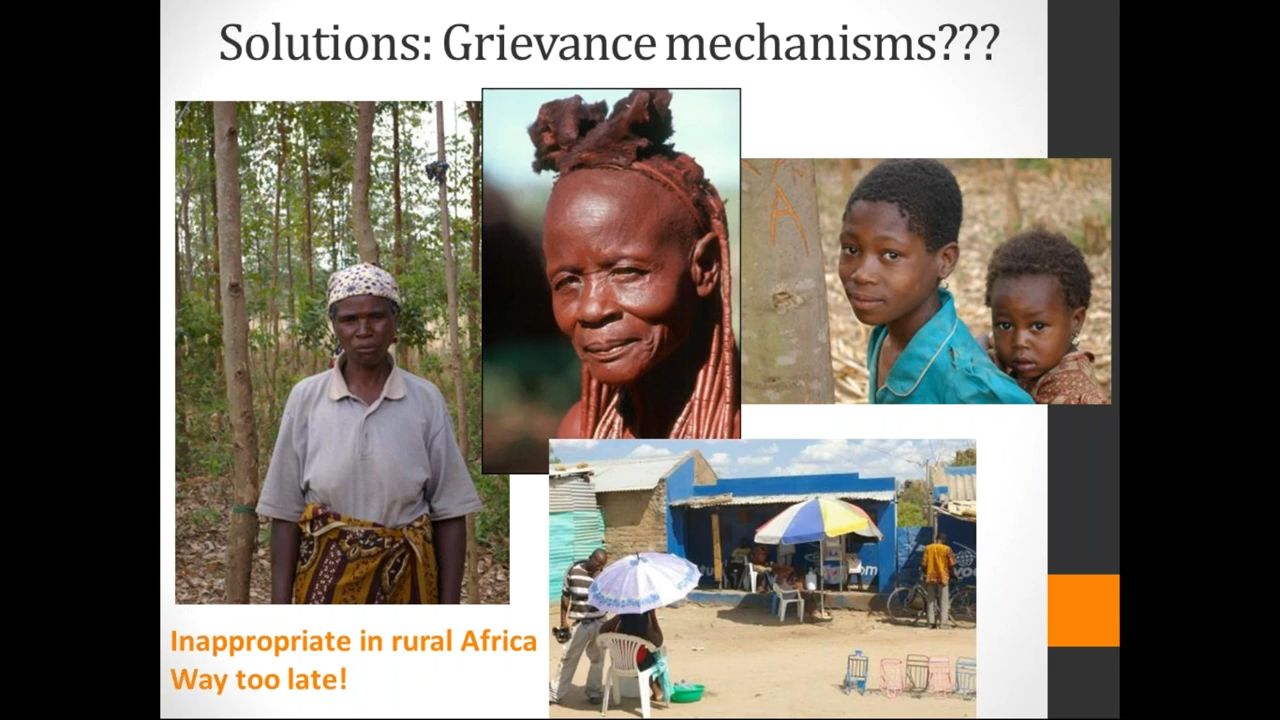 Solutions: Grievance mechanisms???
A
Inappropriate in rural Africa
Way too late!